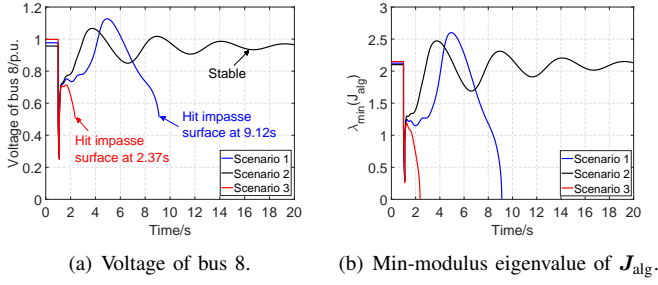 Voltage of bus 8/p.u.
1.2
1
0.8
0.6
0.4
0.2
0
Stable
Hit impasse
surface at 2.37s
Hit impasse
surface at 9.12s
Scenario 1
Scenario 2
Scenario 3
0 2 4 6 8 10 12 14 16 18 20
Time/s
(a) Voltage of bus 8.
λmin(Jalg)
3
2.5
2
1.5
1
0.5
0
Scenario 1
Scenario 2
Scenario 3
0 2 4 6 8 10 12 14 16 18 20
Time/s
(b) Min-modulus eigenvalue of Jalg.